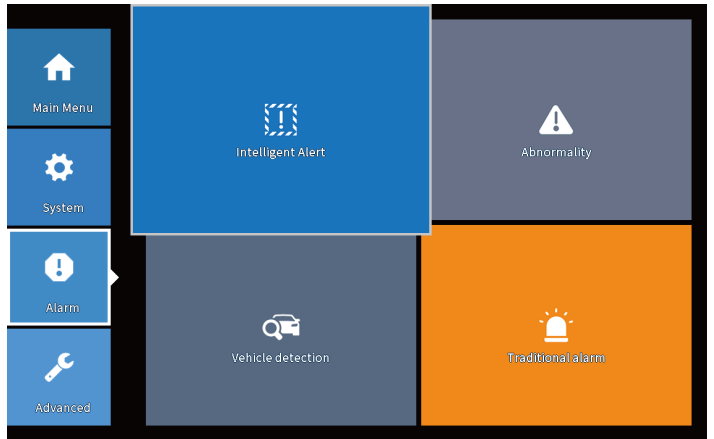 Main Menu
System
Alarm
Advanced
Intelligent Alert
Abnormality
Vehicle detection
Traditional alarm